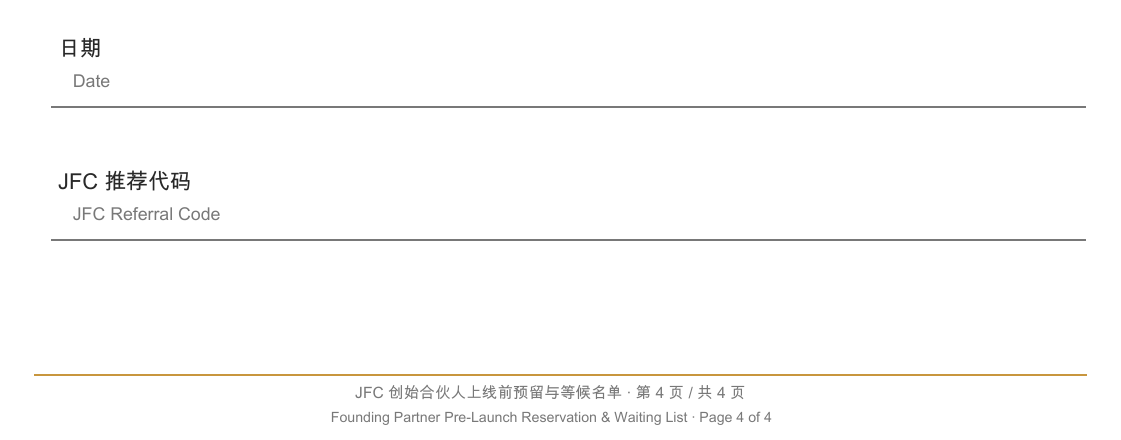 日期
Date
JFC 推荐代码
JFC Referral Code
JFC 创始合伙人上线前预留与等候名单 · 第 4 页 / 共 4 页
Founding Partner Pre-Launch Reservation & Waiting List · Page 4 of 4